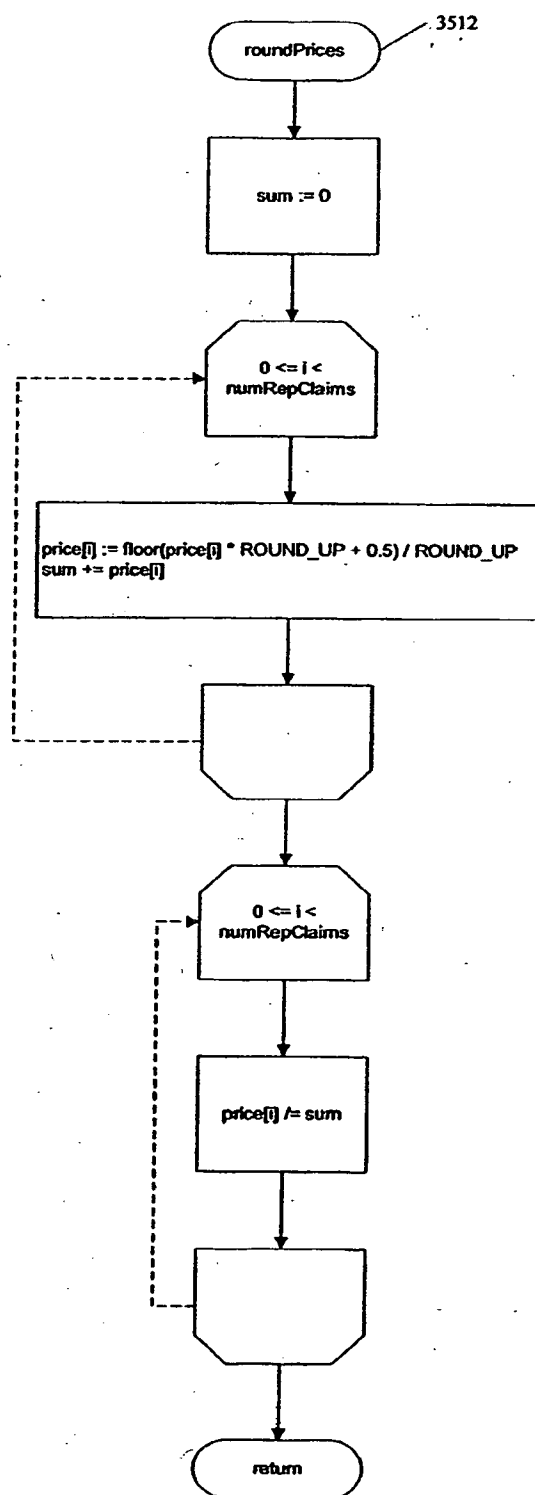 3512
roundPrices
sum := 0
0 <= i <
numRepClaims
price[i] := floor(price[i] * ROUND_UP + 0.5) / ROUND_UP
sum += price[i]
0 <= i <
numRepClaims
price[i] /= sum
return